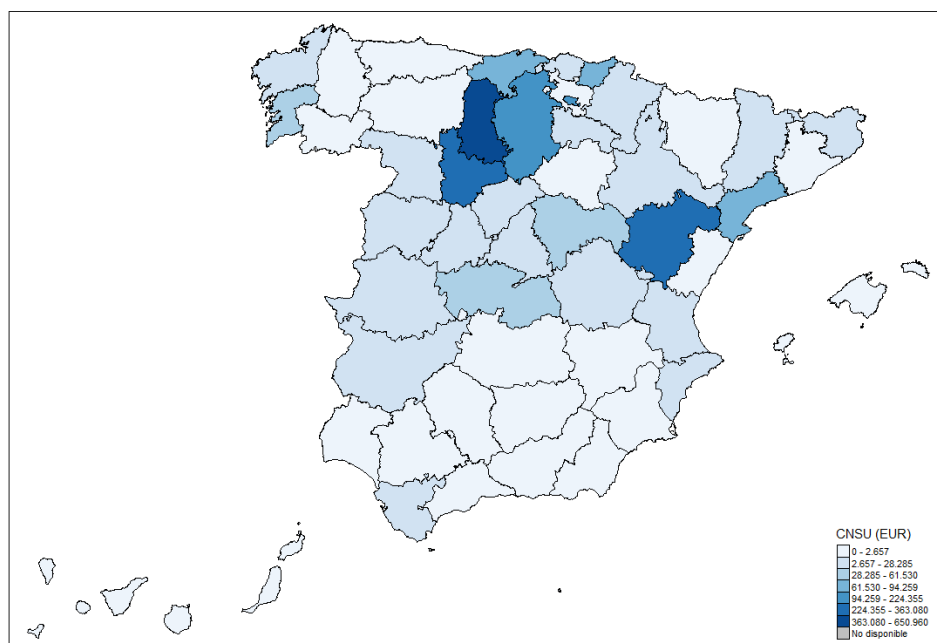 CNSU (EUR)
0 - 2.657
2.657 - 28.285
28.285 - 61.530
61.530 - 94.259
94.259 - 224.355
224.355 - 363.080
363.080 - 650.960
No disponible